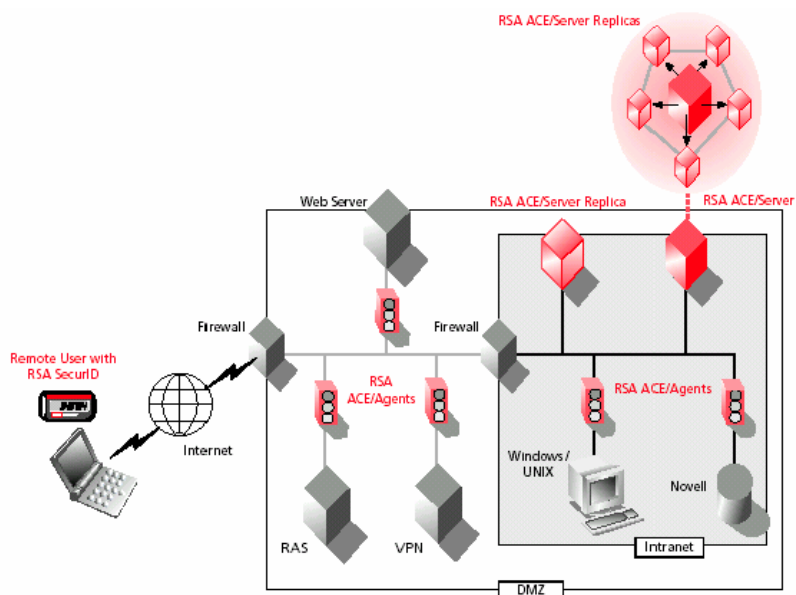 RSA ACE/Server Replicas
Web Server
RSA ACE/Server Replica
RSA ACE/Server
Firewall
Firewall
Remote User with
RSA SecurID
Internet
RSA
ACE/Agents
RSA ACE/Agents
Windows/
UNIX
Novell
RAS
VPN
Intranet
DMZ